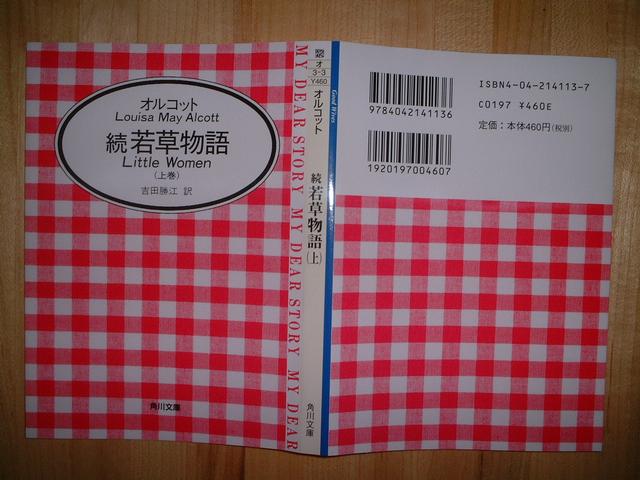 オルコット
Louisa May Alcott
続 若草物語
Little Women
(上巻)
吉田勝江 訳
角川文庫
MY DEAR STORY MY DEAR STORY MY DEAR
オ
3-3
Y460
オルコット 続 若草物語(上) 角川文庫
Good Wives
9784042141136
1920197004607
ISBN4-04-214113-7
C0197 ¥460E
定価:本体460円(税別)